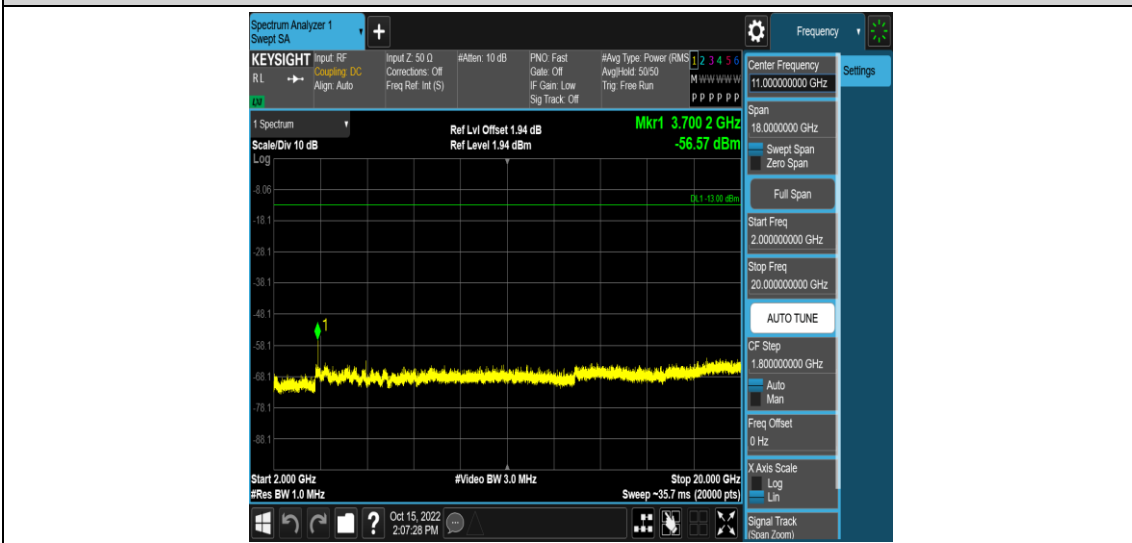 Spectrum Analyzer 1
Swept SA
+
Frequency
KEYSIGHT
RL
LXI
Input: RF
Coupling: DC
Align: Auto
Input Z: 50 Ω
Corrections: Off
Freq Ref: Int (S)
#Atten: 10 dB
PNO: Fast
Gate: Off
IF Gain: Low
Sig Track: Off
#Avg Type: Power (RMS
Avg|Hold: 50/50
Trig: Free Run
1 2 3 4 5 6
M W W W W W
P P P P P P
1 Spectrum
Scale/Div 10 dB
Log
Ref Lvl Offset 1.94 dB
Ref Level 1.94 dBm
Mkr1 3.700 2 GHz
-56.57 dBm
-8.06
DL1 -13.00 dBm
-18.1
-28.1
-38.1
-48.1
1
-58.1
-68.1
-78.1
-88.1
Start 2.000 GHz
#Res BW 1.0 MHz
#Video BW 3.0 MHz
Stop 20.000 GHz
Sweep ~35.7 ms (20000 pts)
?
Oct 15, 2022
2:07:28 PM
Center Frequency
11.000000000 GHz
Settings
Span
18.0000000 GHz
Swept Span
Zero Span
Full Span
Start Freq
2.000000000 GHz
Stop Freq
20.000000000 GHz
AUTO TUNE
CF Step
1.800000000 GHz
Auto
Man
Freq Offset
0 Hz
X Axis Scale
Log
Lin
Signal Track
(Span Zoom)